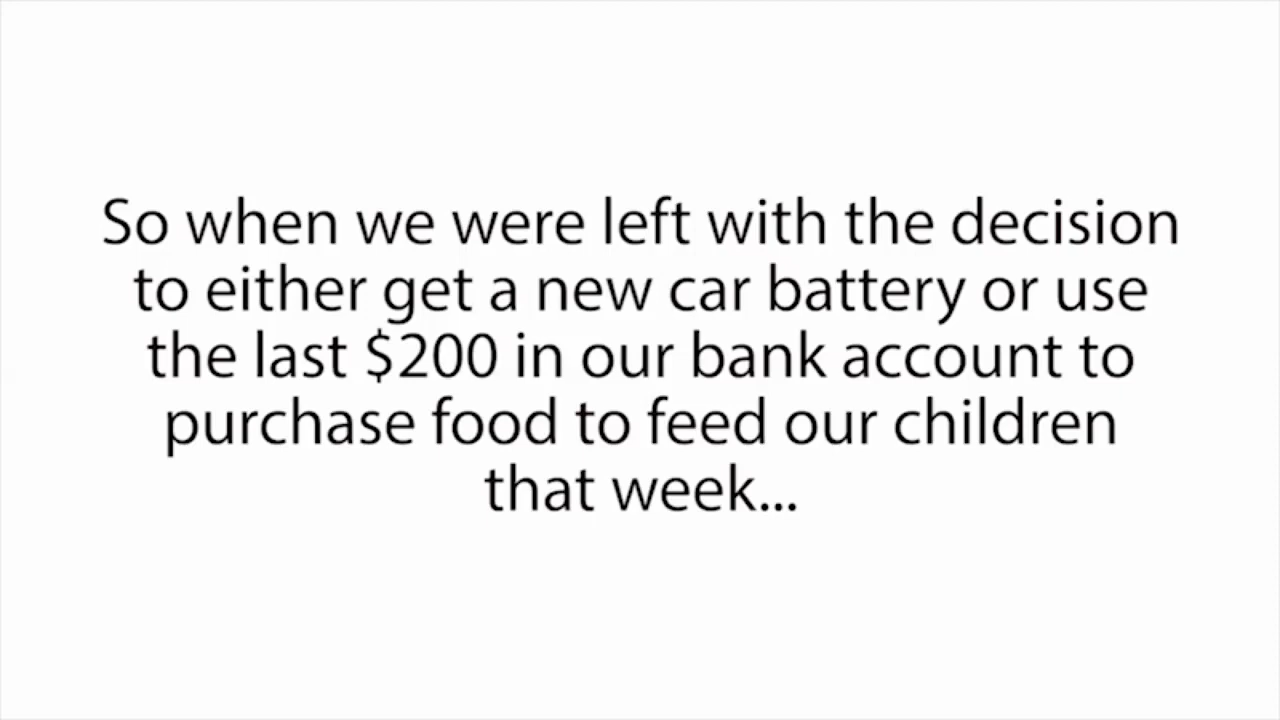 So when we were left with the decision
to either get a new car battery or use
the last $200 in our bank account to
purchase food to feed our children
that week...